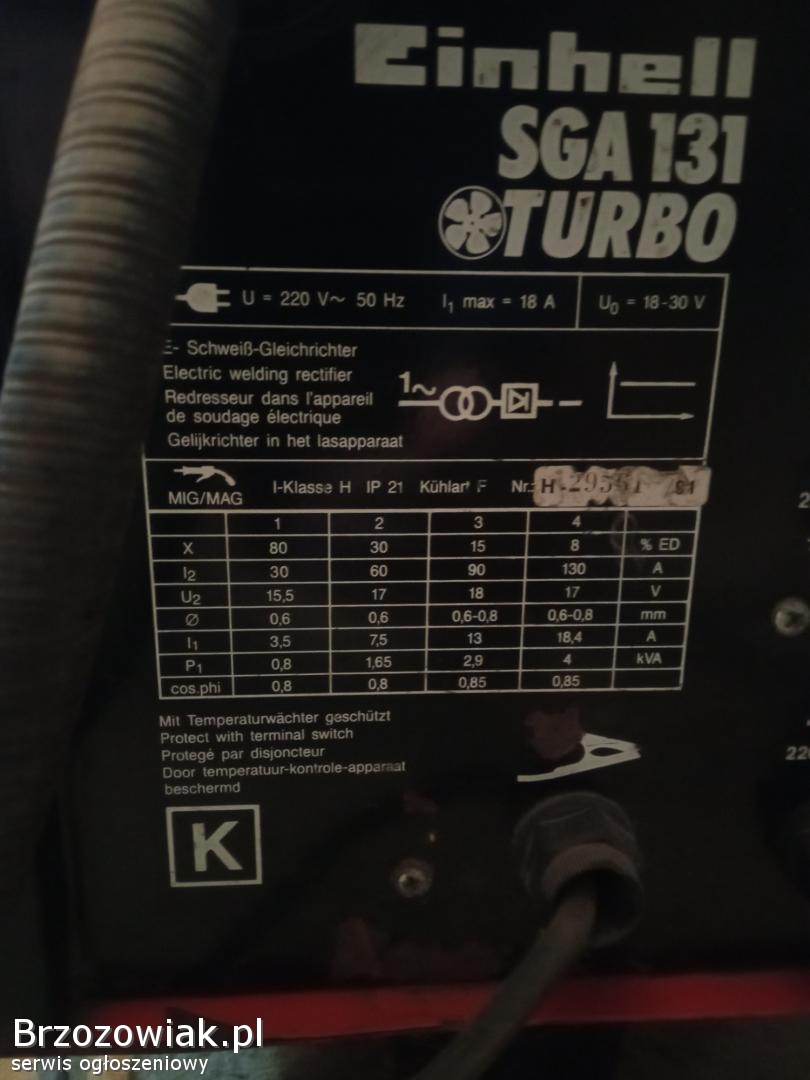 Einhell
SGA 131
TURBO
U = 220 V~ 50 Hz I1 max = 18 A U0 = 18-30 V
E- Schweiß-Gleichrichter
Electric welding rectifier
Redresseur dans l'appareil
de soudage électrique
Gelijkrichter in het lasapparaat
1~
MIG/MAG I-Klasse H IP 21 Kühlart F Nr.: H
1 2 3 4
X 80 30 15 8 % ED
I2 30 60 90 130 A
U2 15,5 17 18 17 V
Ø 0,6 0,6 0,6-0,8 0,6-0,8 mm
I1 3,5 7,5 13 18,4 A
P1 0,8 1,65 2,9 4 kVA
cos.phi 0,8 0,8 0,85 0,85
Mit Temperaturwächter geschützt
Protect with terminal switch
Protegé par disjoncteur
Door temperatuur-kontrole-apparaat
beschermd
K
Brzozowiak.pl
serwis ogłoszeniowy